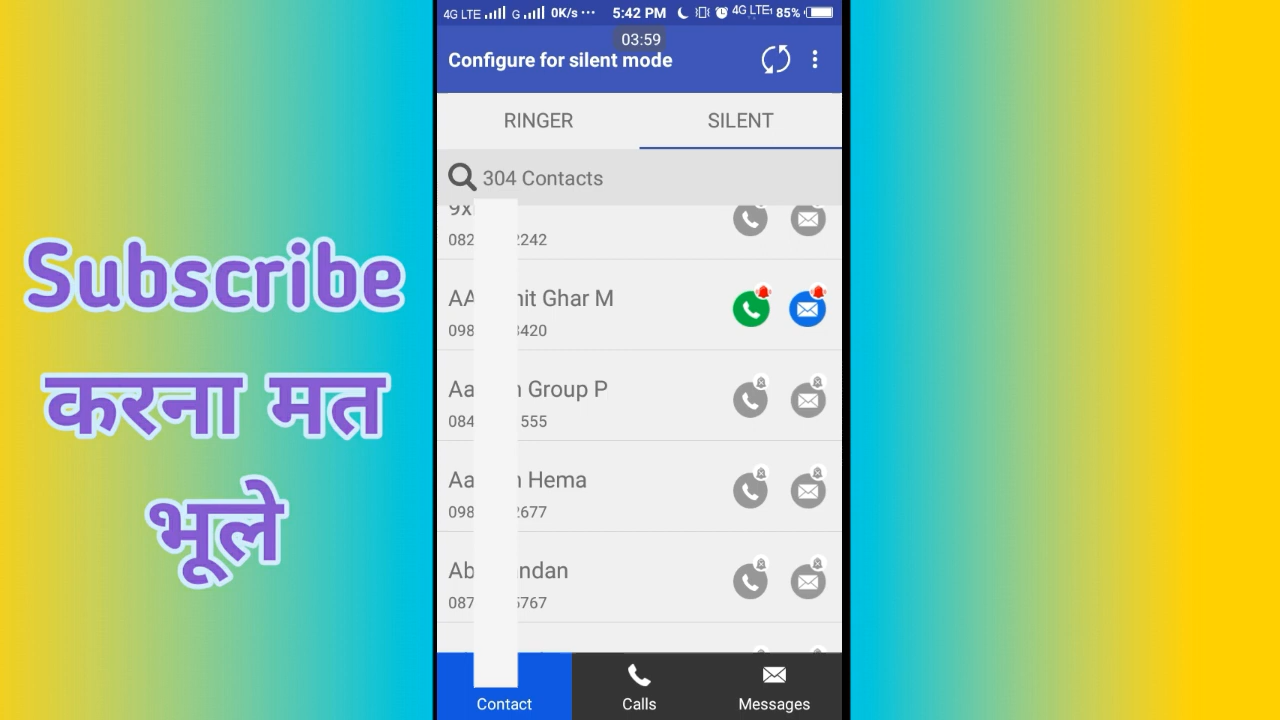 Subscribe
करना मत
भूले
4G LTE G 0K/s ··· 5:42 PM 4G LTE 85%
03:59
Configure for silent mode
RINGER SILENT
304 Contacts
082 2242
AA nit Ghar M
098 3420
Aa n Group P
084 555
Aa n Hema
098 2677
Ab ndan
087 5767
Contact Calls Messages